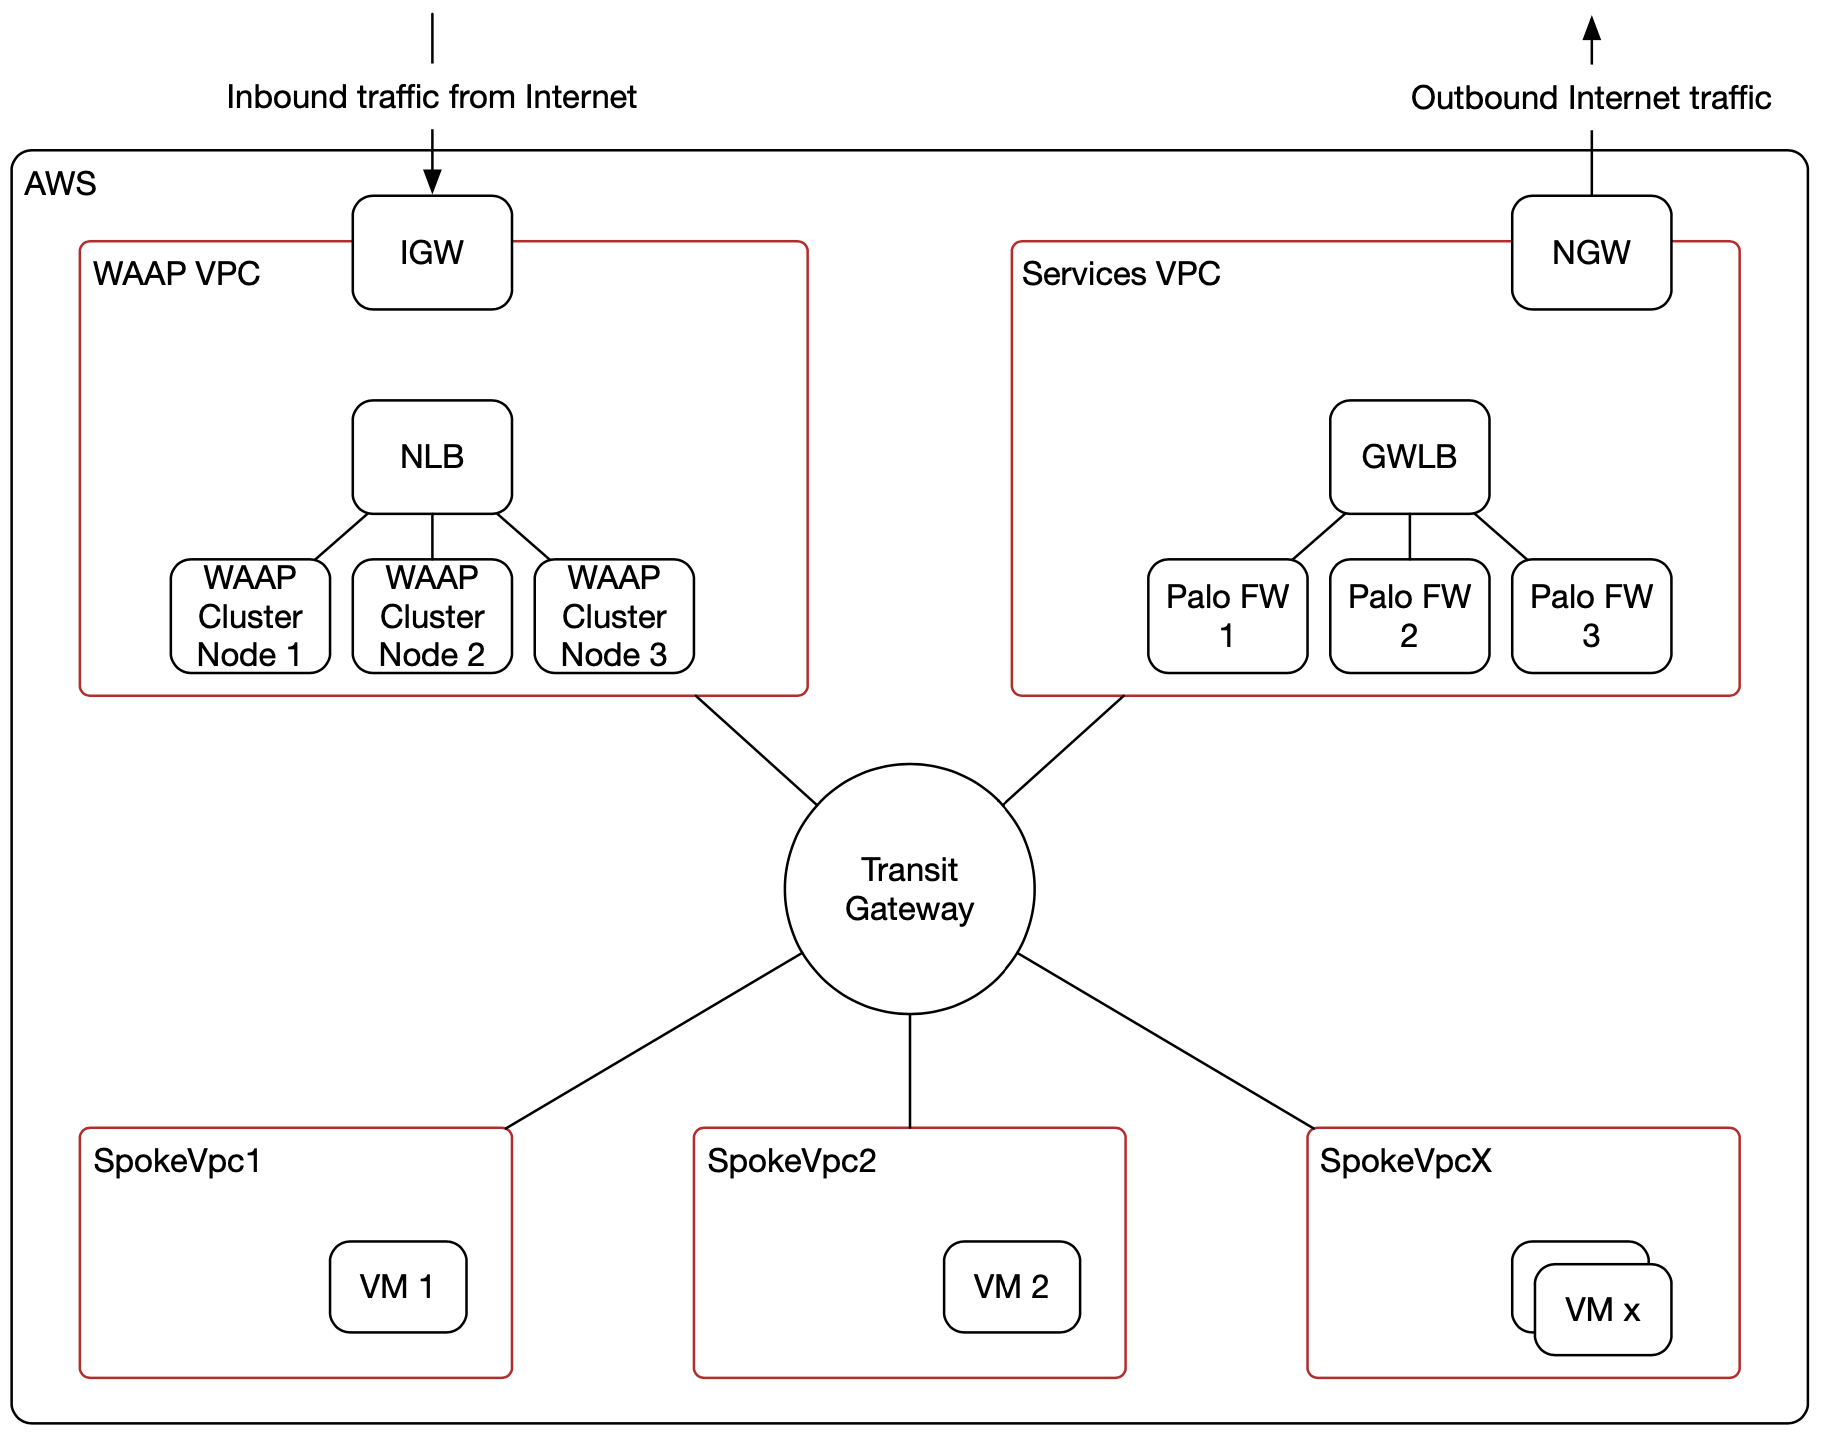 Inbound traffic from Internet
Outbound Internet traffic
AWS
IGW
NGW
WAAP VPC
Services VPC
NLB
GWLB
WAAP
Cluster
Node 1
WAAP
Cluster
Node 2
WAAP
Cluster
Node 3
Palo FW
1
Palo FW
2
Palo FW
3
Transit
Gateway
SpokeVpc1
SpokeVpc2
SpokeVpcX
VM 1
VM 2
VM x